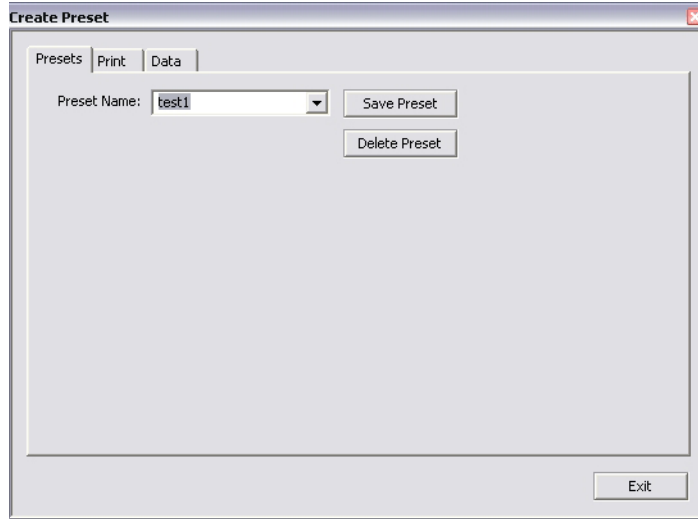 Create Preset
Presets Print Data
Preset Name: test1 Save Preset
Delete Preset
Exit